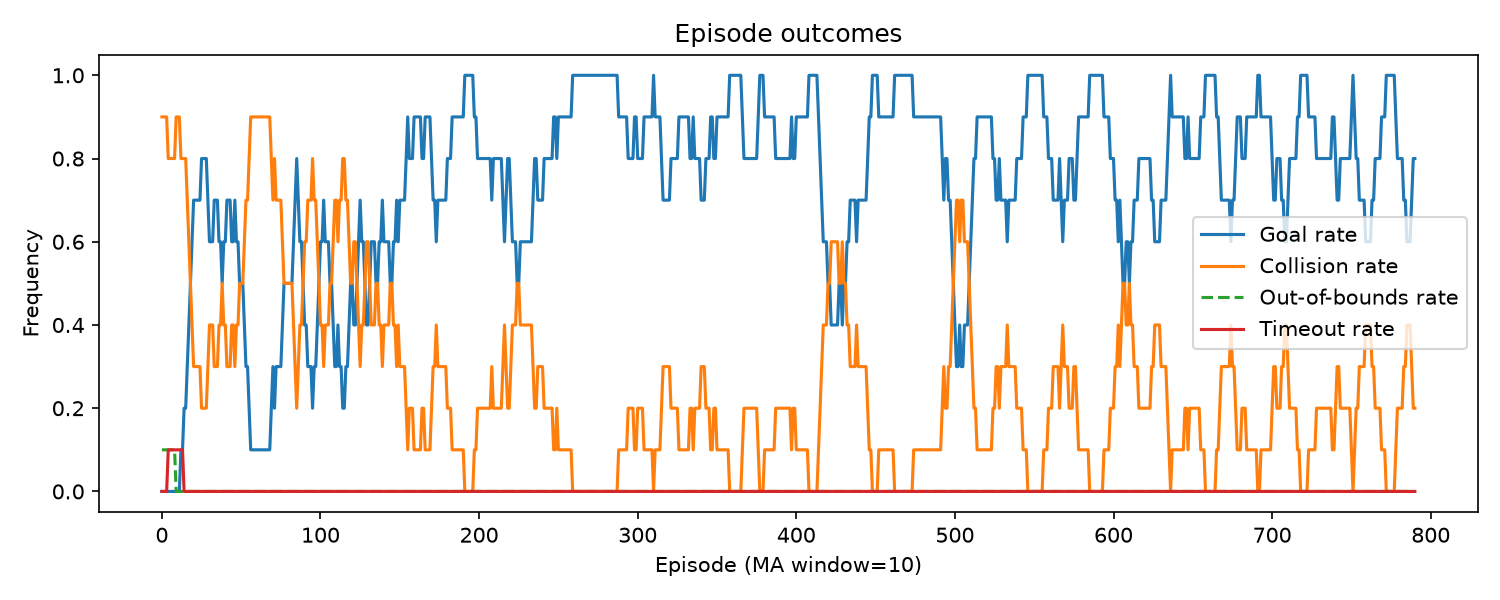 Episode outcomes
1.0
0.8
0.6
0.4
0.2
0.0
Frequency
0 100 200 300 400 500 600 700 800
Episode (MA window=10)
Goal rate
Collision rate
Out-of-bounds rate
Timeout rate